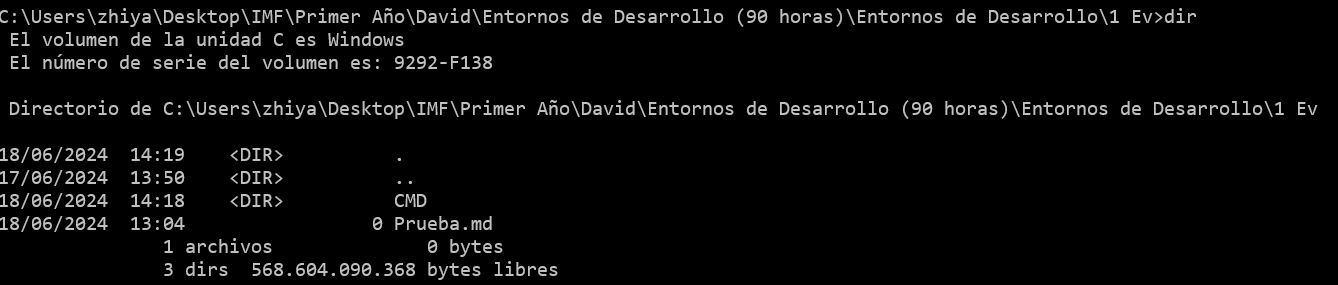 C:\Users\zhiya\Desktop\IMF\Primer Año\David\Entornos de Desarrollo (90 horas)\Entornos de Desarrollo\1 Ev>dir
 El volumen de la unidad C es Windows
 El número de serie del volumen es: 9292-F138

 Directorio de C:\Users\zhiya\Desktop\IMF\Primer Año\David\Entornos de Desarrollo (90 horas)\Entornos de Desarrollo\1 Ev

18/06/2024  14:19    <DIR>          .
17/06/2024  13:50    <DIR>          ..
18/06/2024  14:18    <DIR>          CMD
18/06/2024  13:04                 0 Prueba.md
               1 archivos              0 bytes
               3 dirs  568.604.090.368 bytes libres